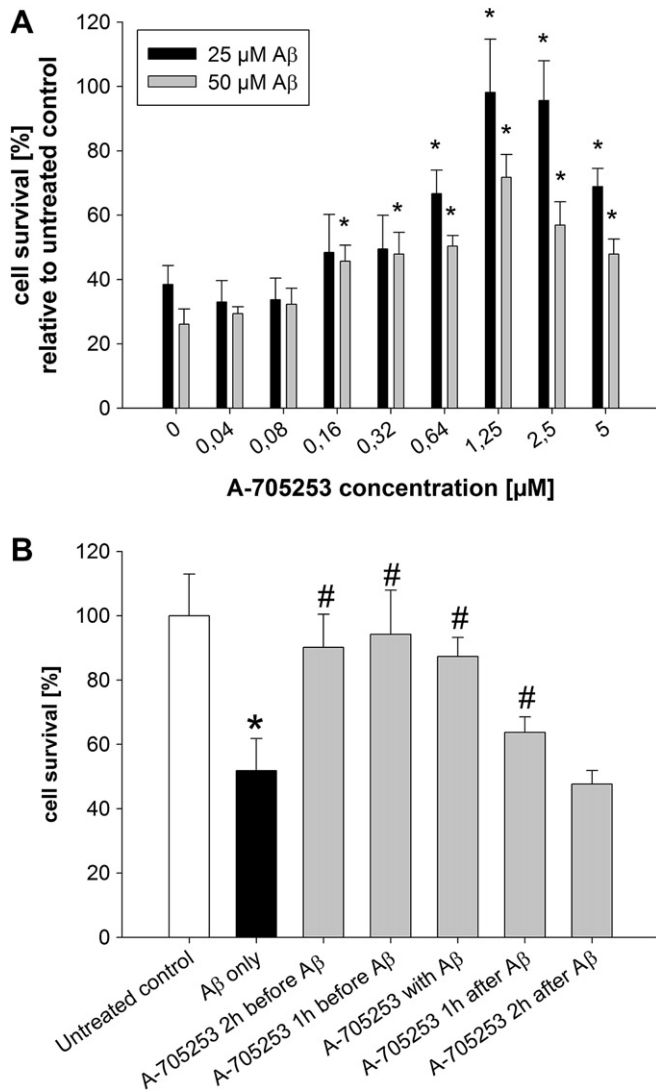 A
120
100
80
60
40
20
0
cell survival [%]
relative to untreated control
25 µM Aβ
50 µM Aβ
* * * * * * * * * *
0 0,04 0,08 0,16 0,32 0,64 1,25 2,5 5
A-705253 concentration [µM]
B
120
100
80
60
40
20
0
cell survival [%]
* # # # #
Untreated control
Aβ only
A-705253 2h before Aβ
A-705253 1h before Aβ
A-705253 with Aβ
A-705253 1h after Aβ
A-705253 2h after Aβ